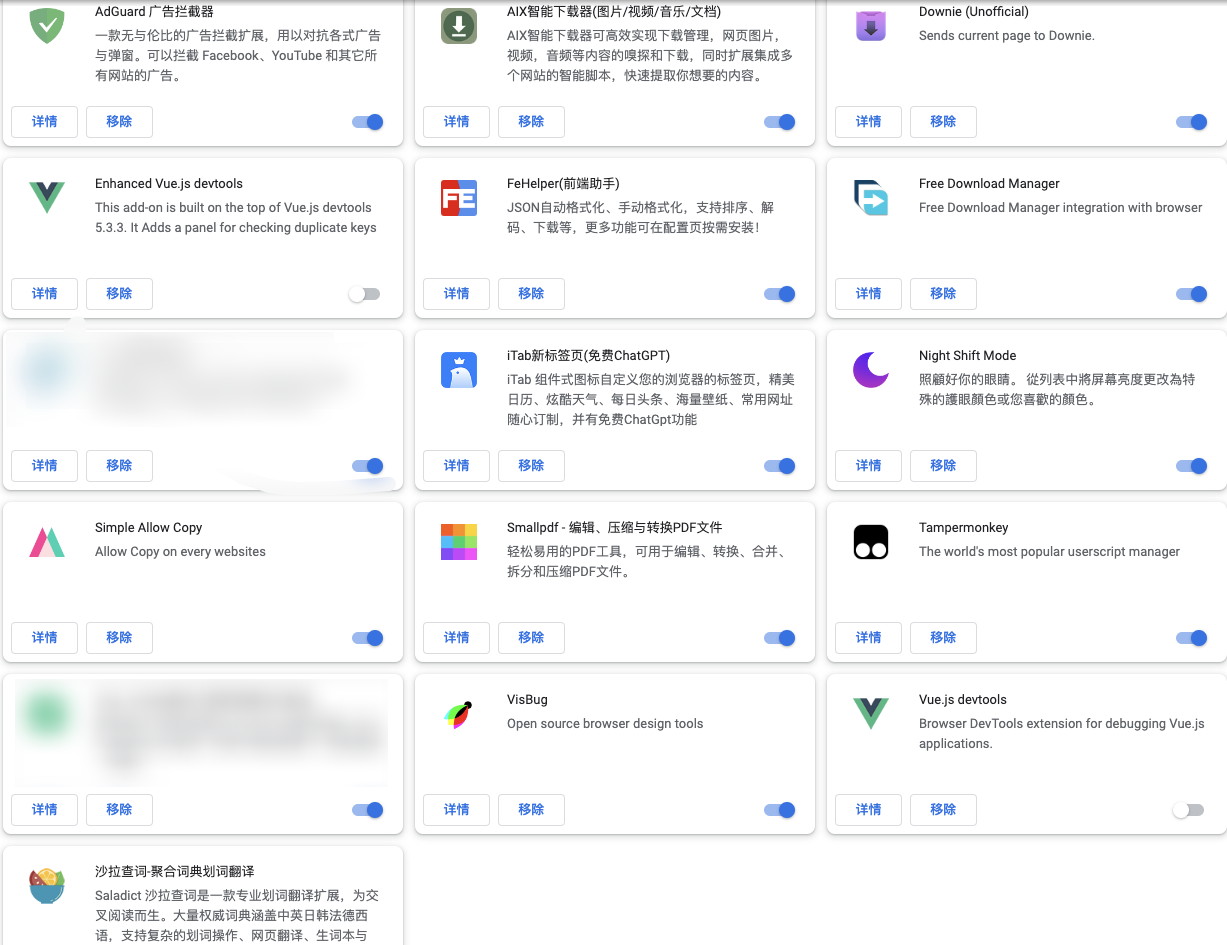 AdGuard 广告拦截器
一款无与伦比的广告拦截扩展，用以对抗各式广告
与弹窗。可以拦截 Facebook、YouTube 和其它所
有网站的广告。
详情
移除
AIX智能下载器(图片/视频/音乐/文档)
AIX智能下载器可高效实现下载管理，网页图片，
视频，音频等内容的嗅探和下载，同时扩展集成多
个网站的智能脚本，快速提取你想要的内容。
详情
移除
Downie (Unofficial)
Sends current page to Downie.
详情
移除
Enhanced Vue.js devtools
This add-on is built on the top of Vue.js devtools
5.3.3. It Adds a panel for checking duplicate keys
详情
移除
FE
FeHelper(前端助手)
JSON自动格式化、手动格式化，支持排序、解
码、下载等，更多功能可在配置页按需安装！
详情
移除
Free Download Manager
Free Download Manager integration with browser
详情
移除
详情
移除
iTab新标签页(免费ChatGPT)
iTab 组件式图标自定义您的浏览器的标签页，精美
日历、炫酷天气、每日头条、海量壁纸、常用网址
随心订制，并有免费ChatGpt功能
详情
移除
Night Shift Mode
照顧好你的眼睛。 從列表中將屏幕亮度更改為特
殊的護眼顏色或您喜歡的顏色。
详情
移除
Simple Allow Copy
Allow Copy on every websites
详情
移除
Smallpdf - 编辑、压缩与转换PDF文件
轻松易用的PDF工具，可用于编辑、转换、合并、
拆分和压缩PDF文件。
详情
移除
Tampermonkey
The world's most popular userscript manager
详情
移除
详情
移除
VisBug
Open source browser design tools
详情
移除
Vue.js devtools
Browser DevTools extension for debugging Vue.js
applications.
详情
移除
沙拉查词-聚合词典划词翻译
Saladict 沙拉查词是一款专业划词翻译扩展，为交
叉阅读而生。大量权威词典涵盖中英日韩法德西
语，支持复杂的划词操作、网页翻译、生词本与